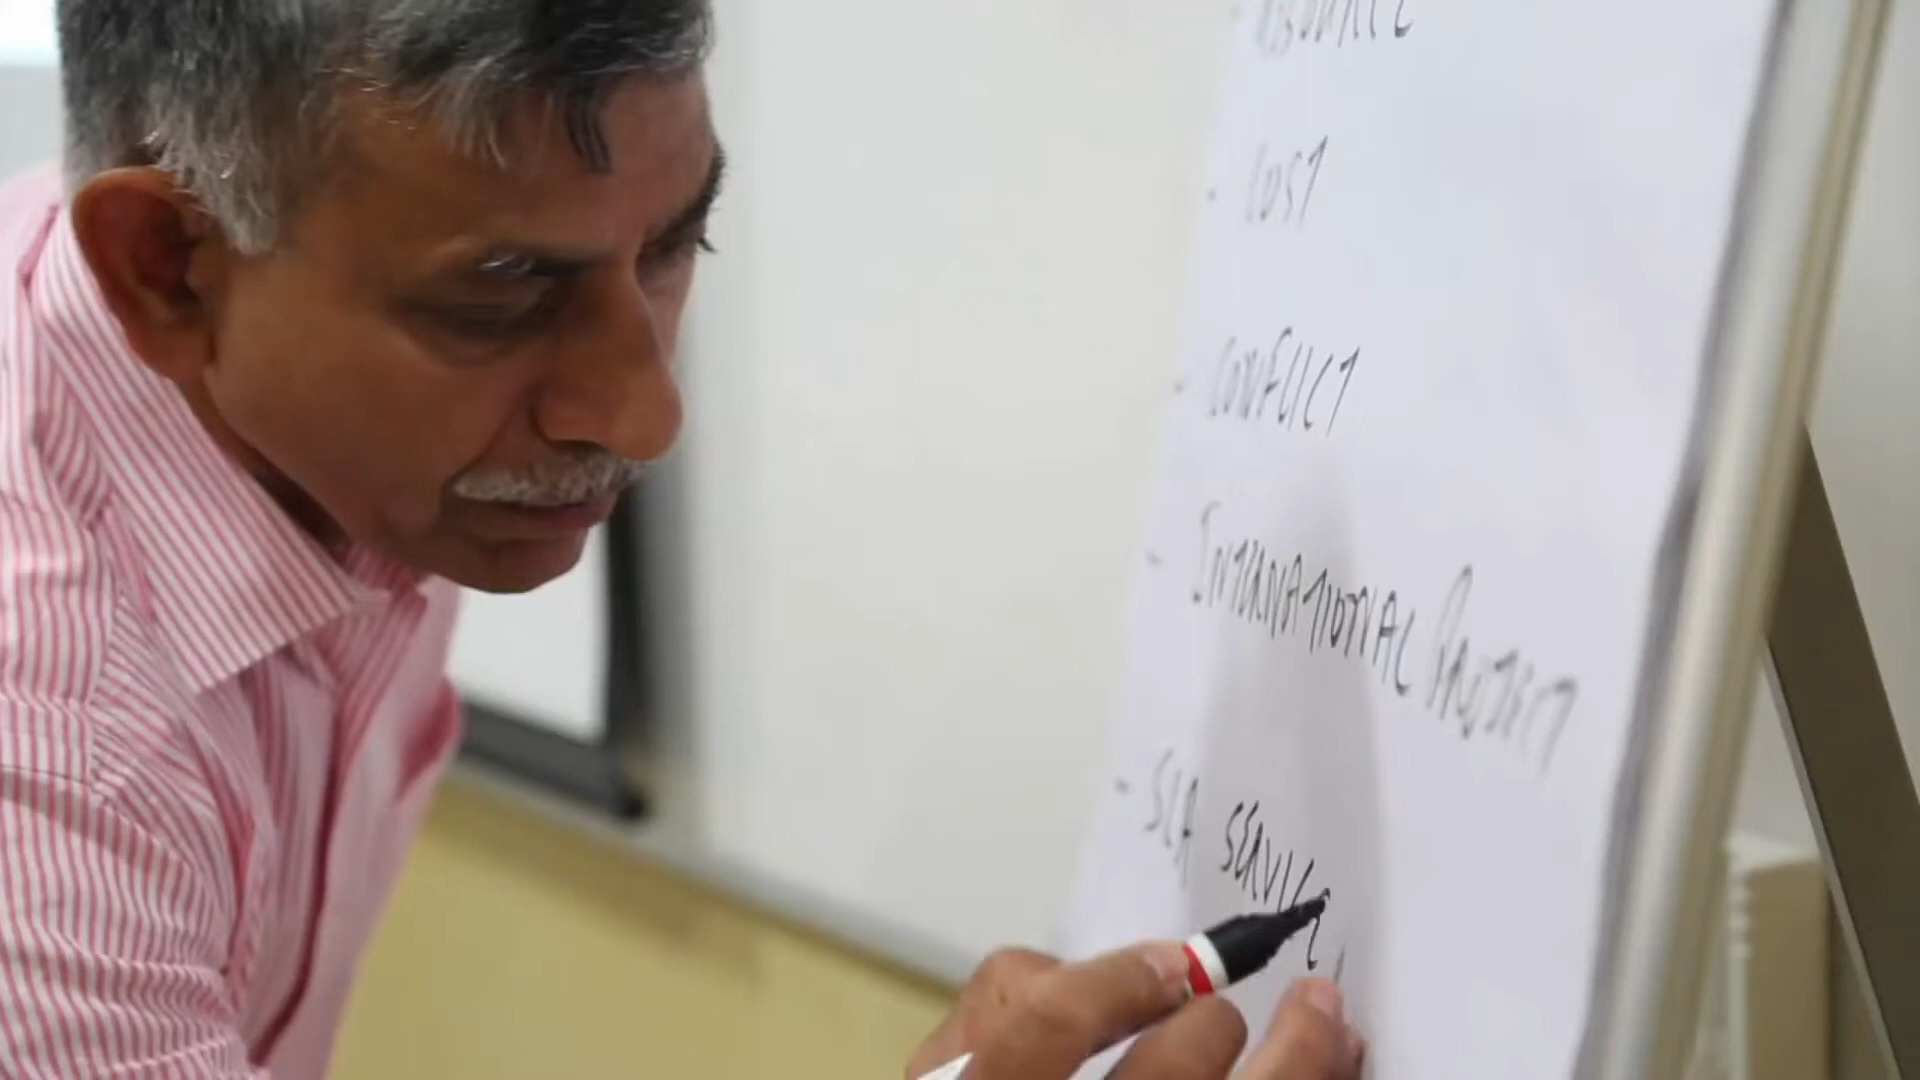 - COST
- CONFLICT
- INTERNATIONAL PROJECT
- SLA SERVICE